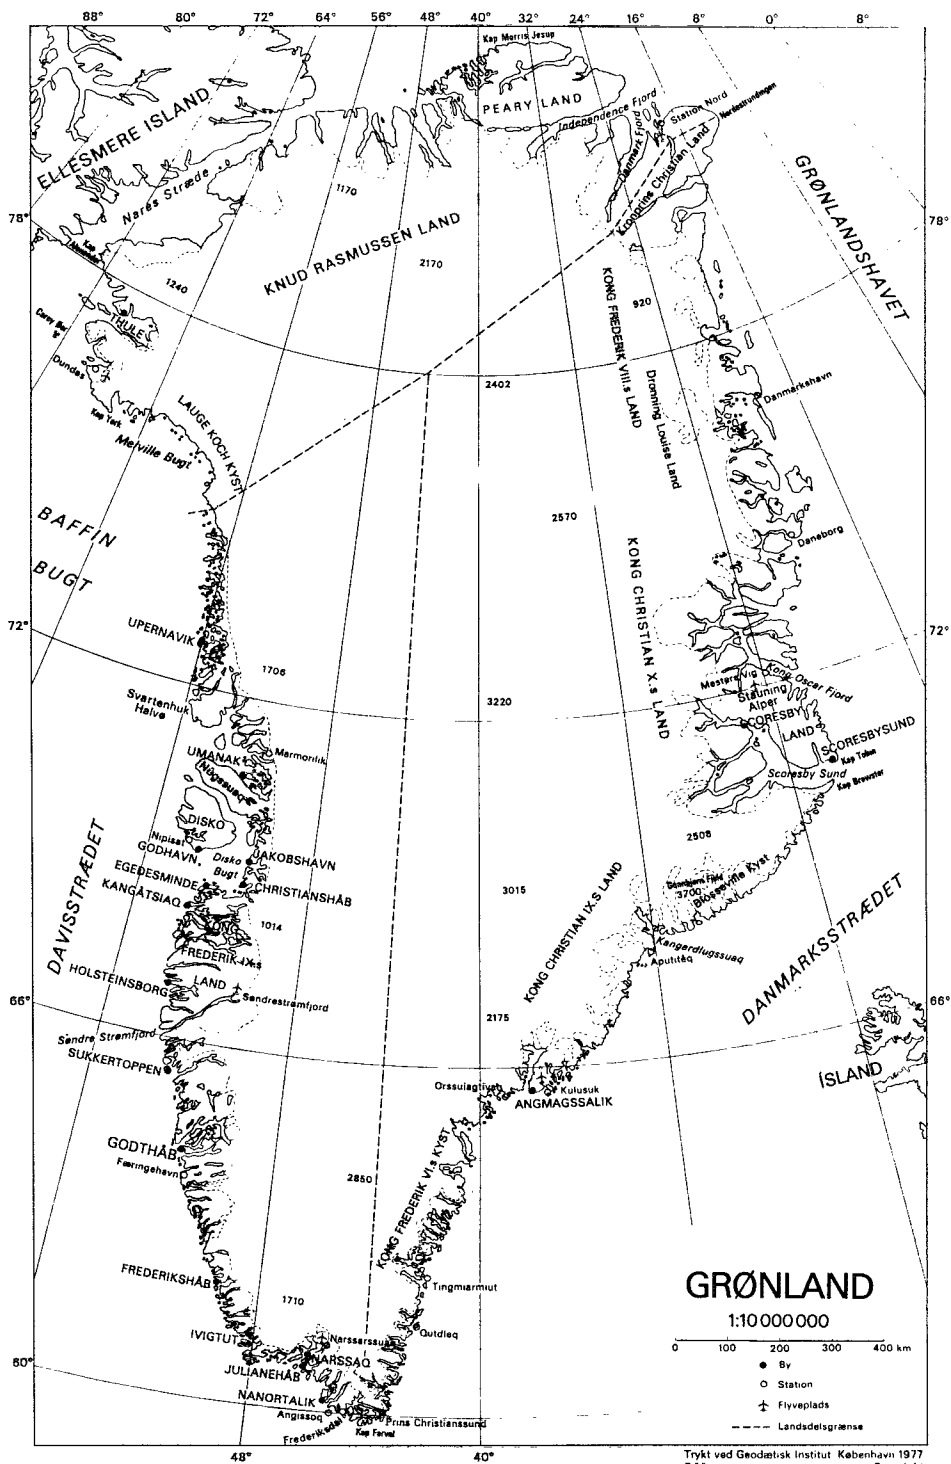 88° 80° 72° 64° 56° 48° 40° 32° 24° 16° 8° 0° 8°
Kap Morris Jesup
PEARY LAND
Independence Fjord
Danmark Fjord
Station Nord
Nordostrundingen
Kronprins Christian Land
ELLESMERE ISLAND
Nares Stræde
1170
KNUD RASMUSSEN LAND
2170
GRØNLANDSHAVET
78° 78°
Kap
1240
THULE
Dundas
Kap York
Melville Bugt
LAUGE KOCH KYST
KONG FREDERIK VIII.s LAND
920
2402
Dronning Louise Land
Danmarkshavn
BAFFIN
BUGT
2570
Daneborg
KONG CHRISTIAN X.s LAND
72° 72°
UPERNAVIK
1706
Svartenhuk
Halvø
3220
Mesters Vig
Kong Oscar Fjord
Stauning
Alper
SCORESBY
LAND
SCORESBYSUND
Kap Tobin
Scoresby Sund
Kap Brewster
Marmorilik
UMANAK
Nûgssuaq
DISKO
Nipisat
GODHAVN
Disko
Bugt
JAKOBSHAVN
EGEDESMINDE
CHRISTIANSHÅB
KANGÅTSIAQ
2508
3015
KONG CHRISTIAN IX.S LAND
3700
Blosseville Kyst
Kangerdlugssuaq
Aputitêq
DANMARKSSTRÆDET
DAVISSTRÆDET
KONG
1014
FREDERIK IX.s
LAND
HOLSTEINSBORG
Søndrestrømfjord
66° 66°
Søndre Strømfjord
SUKKERTOPPEN
2175
ÍSLAND
Kulusuk
ANGMAGSSALIK
GODTHÅB
Færingehavn
2850
KONG FREDERIK VI.s KYST
FREDERIKSHÅB
Tingmiarmiut
1710
Qutdleq
IVIGTUT
Narssarssuaq
NARSSAQ
JULIANEHÅB
60°
NANORTALIK
Angissoq
Frederiksdal
Prins Christianssund
Kap Farvel
48° 40°
GRØNLAND
1:10 000 000
0 100 200 300 400 km
By
Station
Flyveplads
Landsdelsgrænse
Trykt ved Geodætisk Institut København 1977